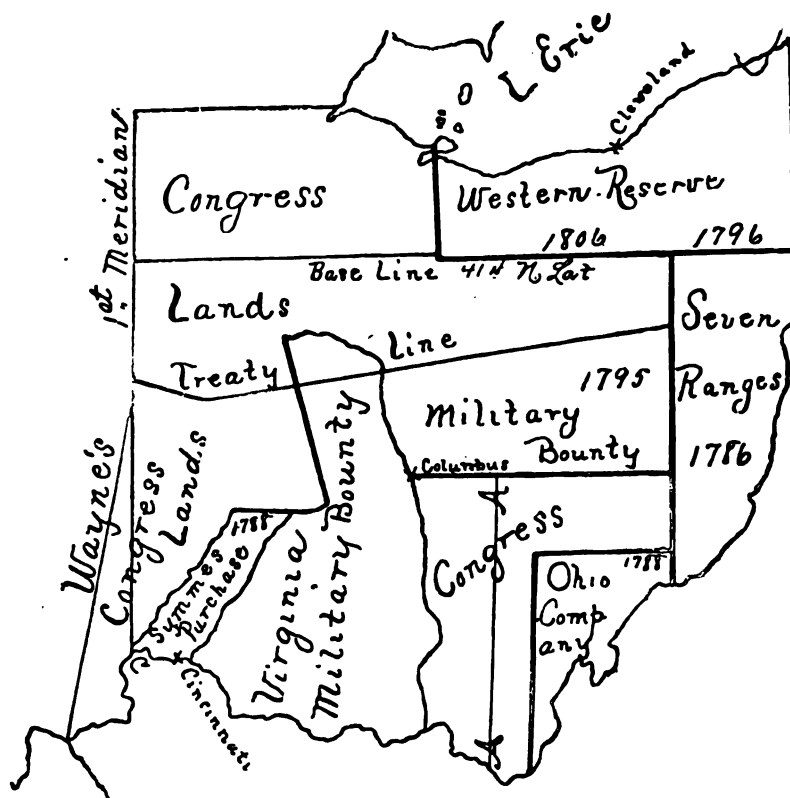 L Erie
Cleveland
1st Meridian
Congress
Western Reserve
1806 1796
Base Line 41st N. Lat
Lands
Seven
Ranges
1786
Treaty Line
1795
Military
Bounty
Columbus
Wayne's
Congress
Lands
1788
Summes
Purchase
Virginia
Military Bounty
Congress
1788
Ohio
Comp
any
Cincinnati